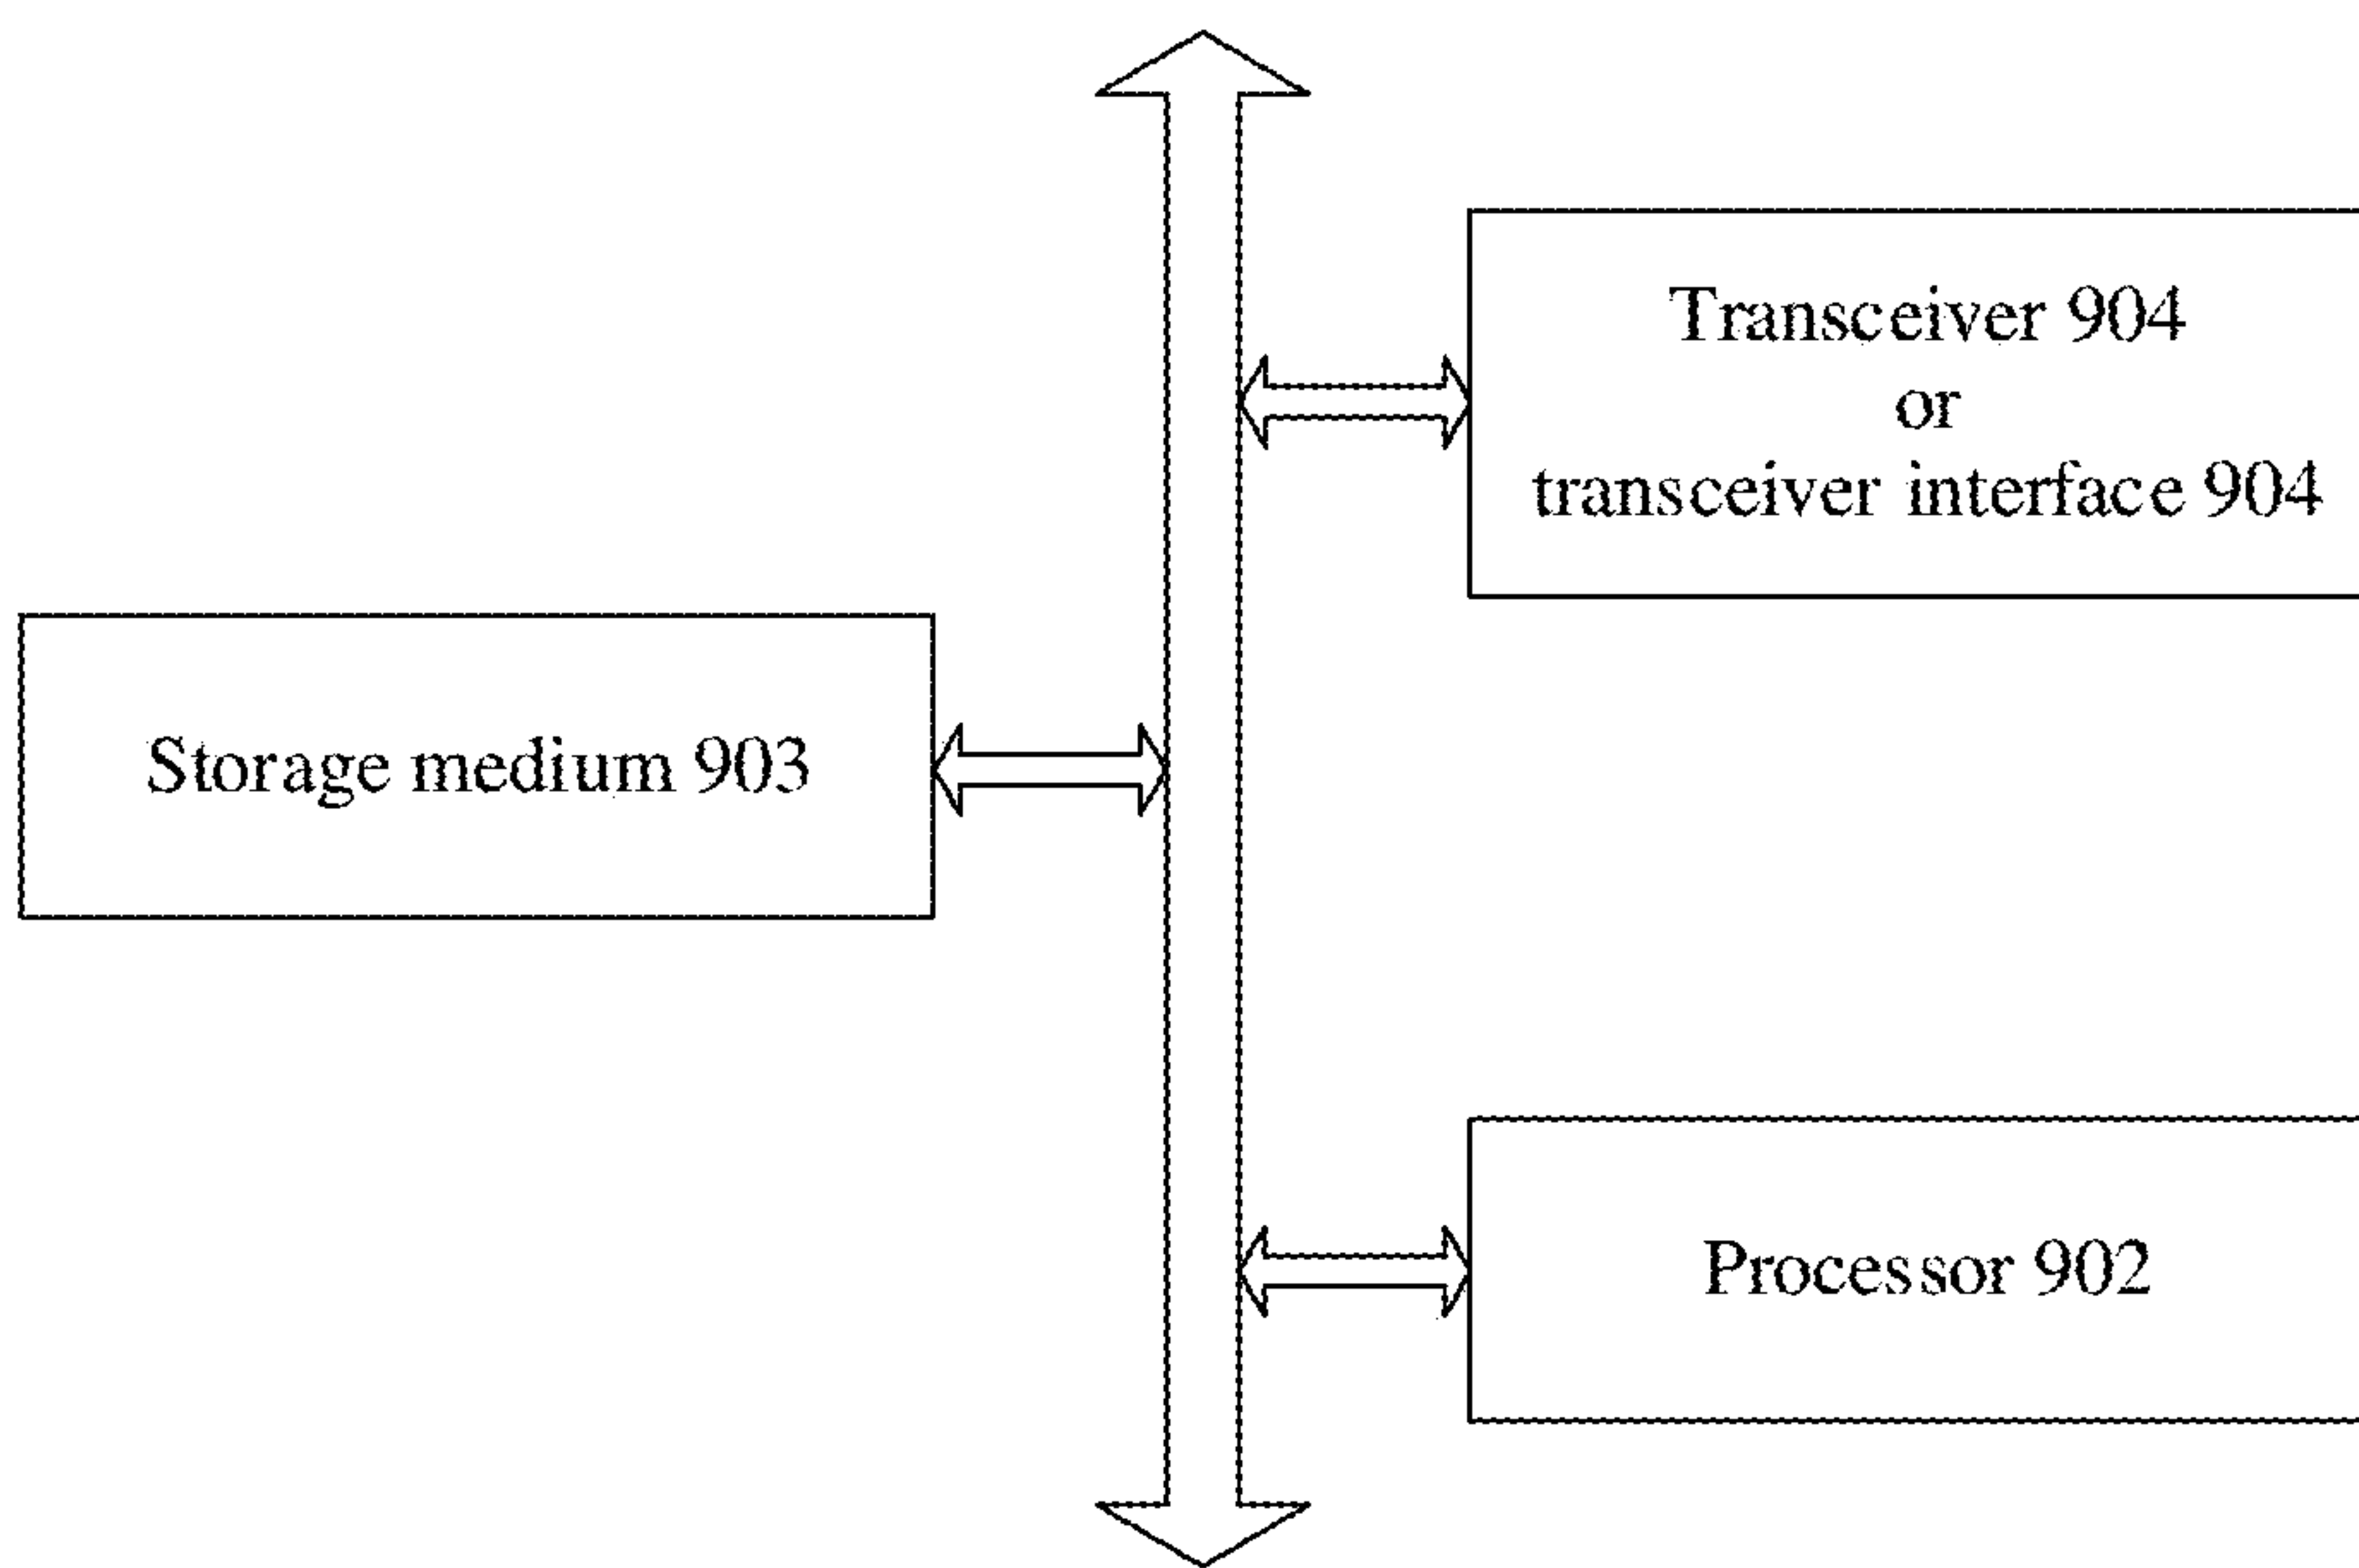 Transceiver 904
or
transceiver interface 904
Storage medium 903
Processor 902